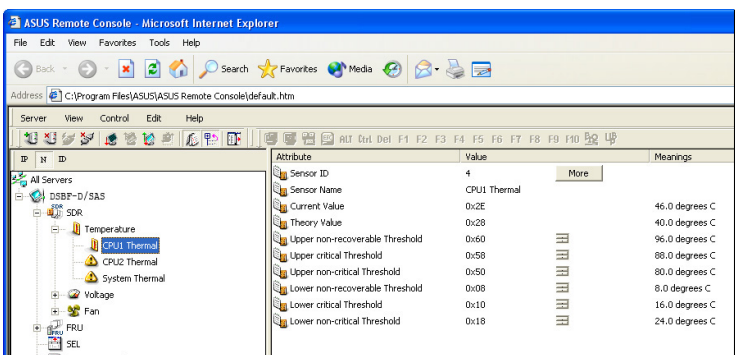 ASUS Remote Console - Microsoft Internet Explorer
File Edit View Favorites Tools Help
Back Search Favorites Media
Address C:\Program Files\ASUS\ASUS Remote Console\default.htm
Server View Control Edit Help
ALT Ctrl Del F1 F2 F3 F4 F5 F6 F7 F8 F9 F10
IP N ID
Attribute Value Meanings
All Servers
DSBF-D/SAS
SDR
Temperature
CPU1 Thermal
CPU2 Thermal
System Thermal
Voltage
Fan
FRU
SEL
Sensor ID 4 More
Sensor Name CPU1 Thermal
Current Value 0x2E 46.0 degrees C
Theory Value 0x28 40.0 degrees C
Upper non-recoverable Threshold 0x60 96.0 degrees C
Upper critical Threshold 0x58 88.0 degrees C
Upper non-critical Threshold 0x50 80.0 degrees C
Lower non-recoverable Threshold 0x08 8.0 degrees C
Lower critical Threshold 0x10 16.0 degrees C
Lower non-critical Threshold 0x18 24.0 degrees C